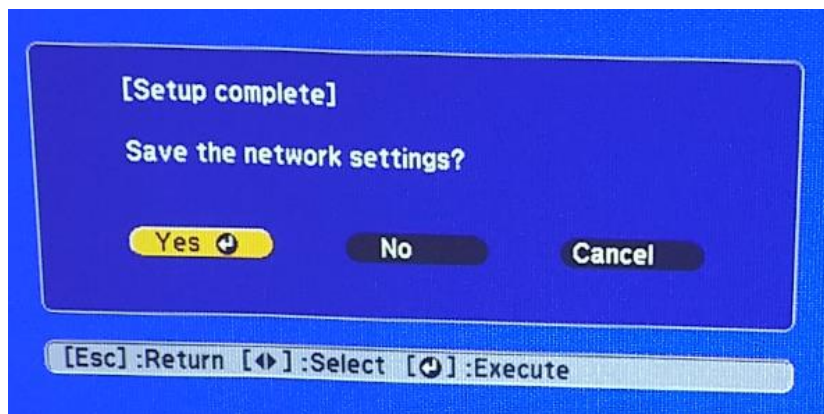 [Setup complete]
Save the network settings?
Yes No Cancel
[Esc] :Return [◀▶] :Select [↵] :Execute